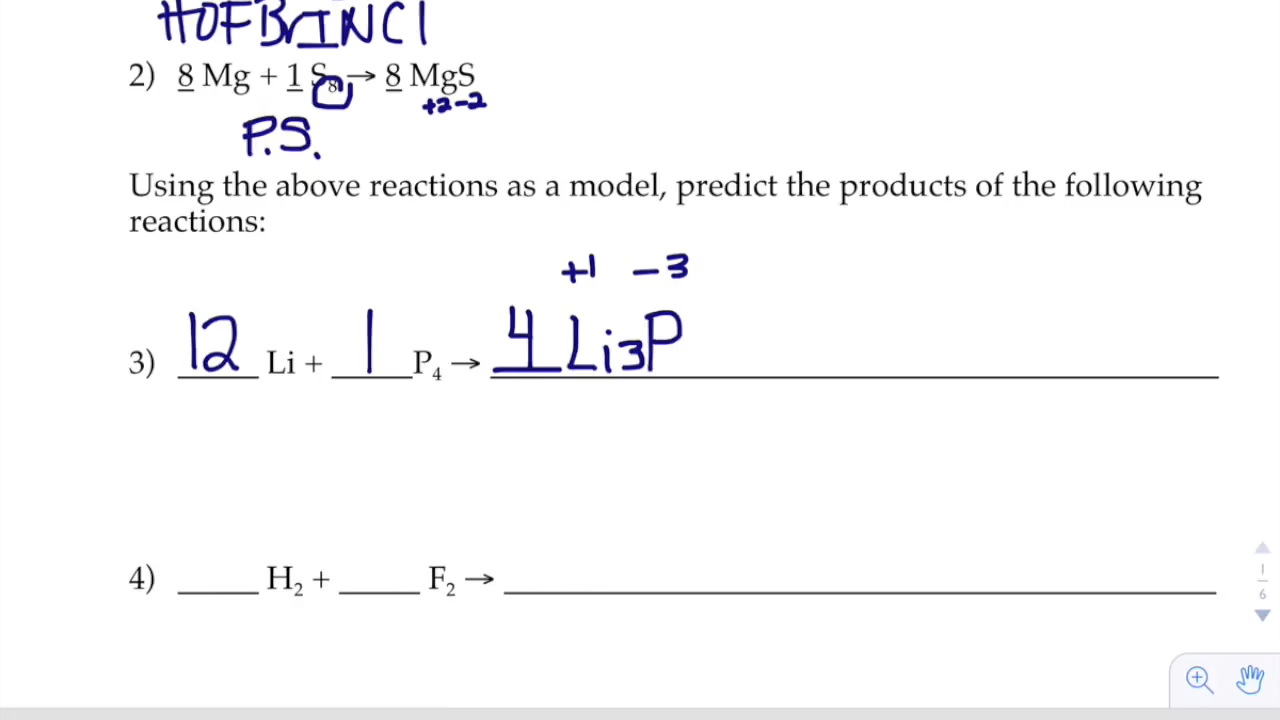 HOFBrINCl
2) 8 Mg + 1 S₈ → 8 MgS
+2 -2
P.S.
Using the above reactions as a model, predict the products of the following
reactions:
+1 -3
3) 12 Li + 1 P₄ → 4 Li₃P
4) ______ H₂ + ______ F₂ → ______
1
6